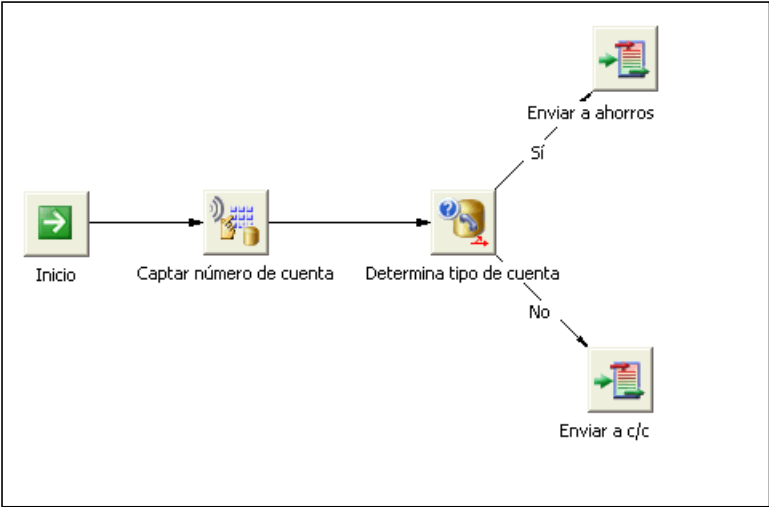 Enviar a ahorros
Sí
Inicio
Captar número de cuenta
Determina tipo de cuenta
No
Enviar a c/c